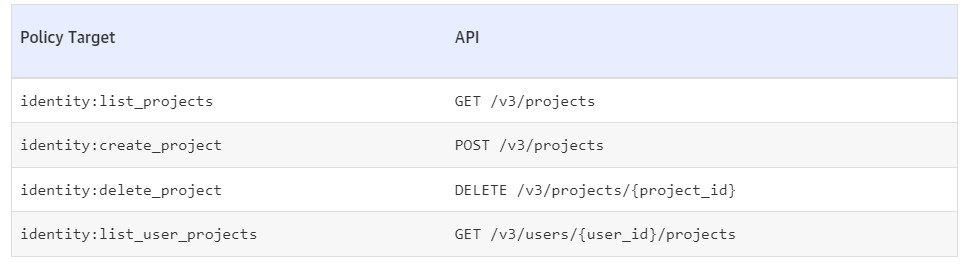 Policy Target API
identity:list_projects GET /v3/projects
identity:create_project POST /v3/projects
identity:delete_project DELETE /v3/projects/{project_id}
identity:list_user_projects GET /v3/users/{user_id}/projects